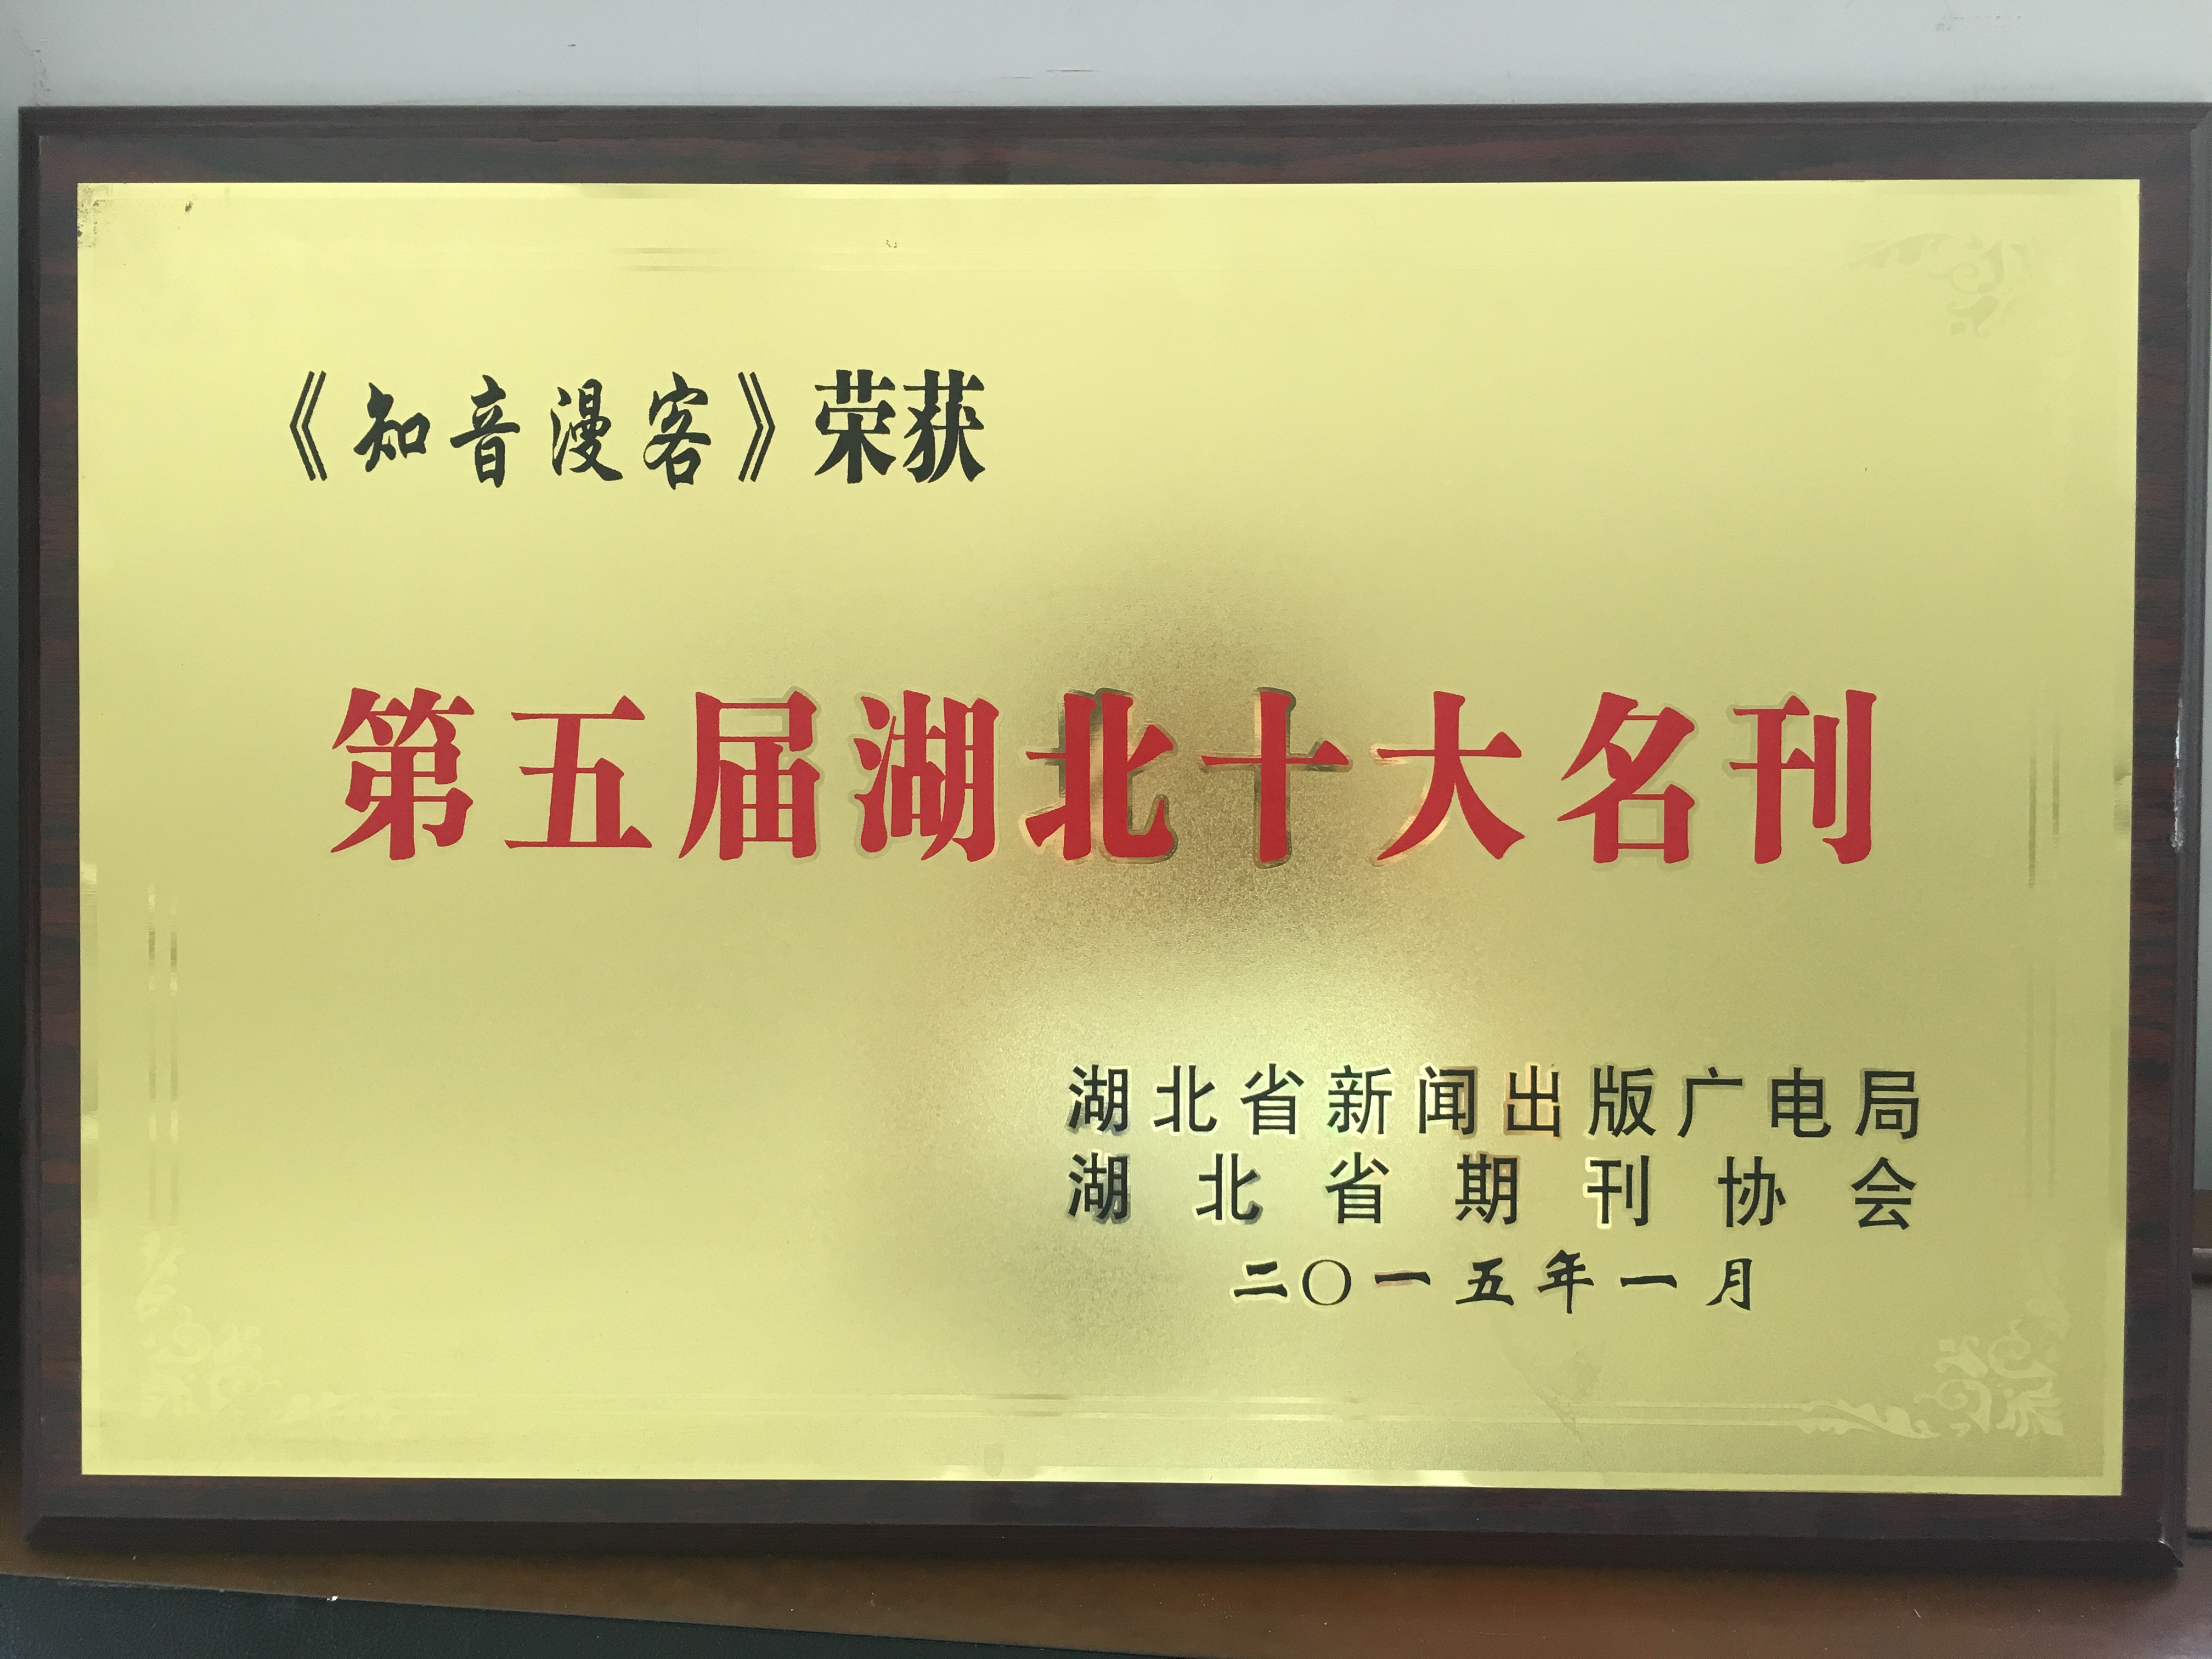 《知音漫客》荣获
第五届湖北十大名刊
湖北省新闻出版广电局
湖北省期刊协会
二〇一五年一月